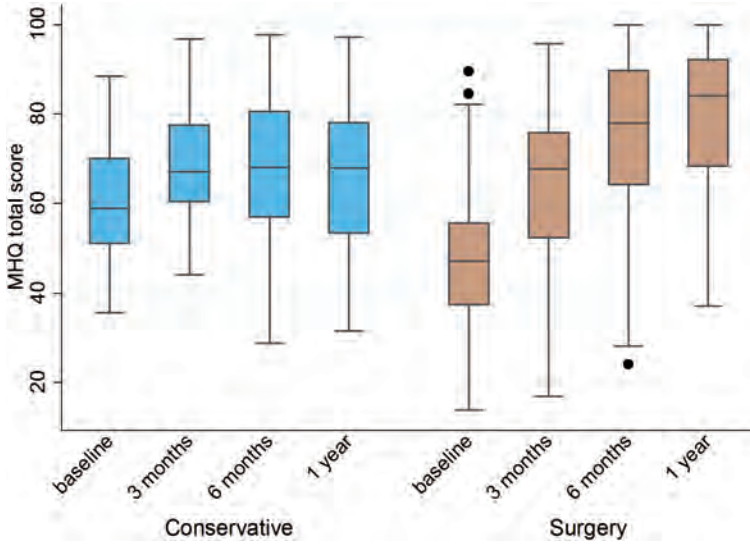 MHQ total score
100
80
60
40
20
baseline
3 months
6 months
1 year
baseline
3 months
6 months
1 year
Conservative
Surgery